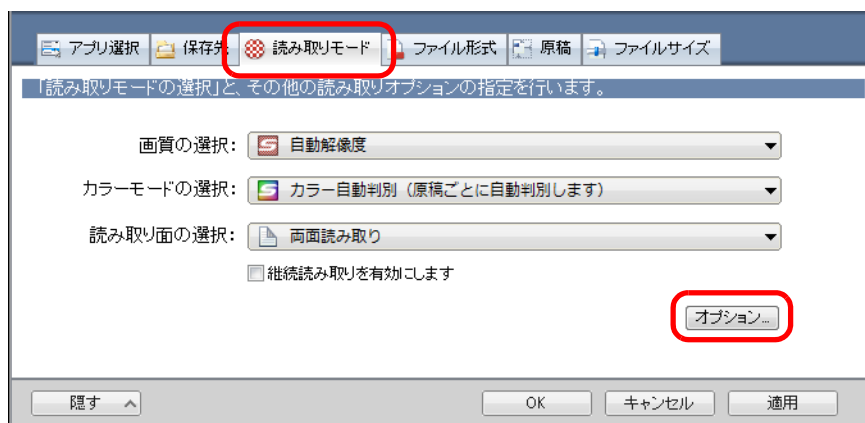 アプリ選択 保存先 読み取りモード ファイル形式 原稿 ファイルサイズ
「読み取りモードの選択」と、その他の読み取りオプションの指定を行います。
画質の選択: 自動解像度
カラーモードの選択: カラー自動判別（原稿ごとに自動判別します）
読み取り面の選択: 両面読み取り
継続読み取りを有効にします
オプション...
隠す OK キャンセル 適用